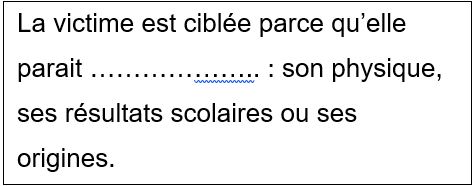 La victime est ciblée parce qu’elle
parait ………………….. : son physique,
ses résultats scolaires ou ses
origines.